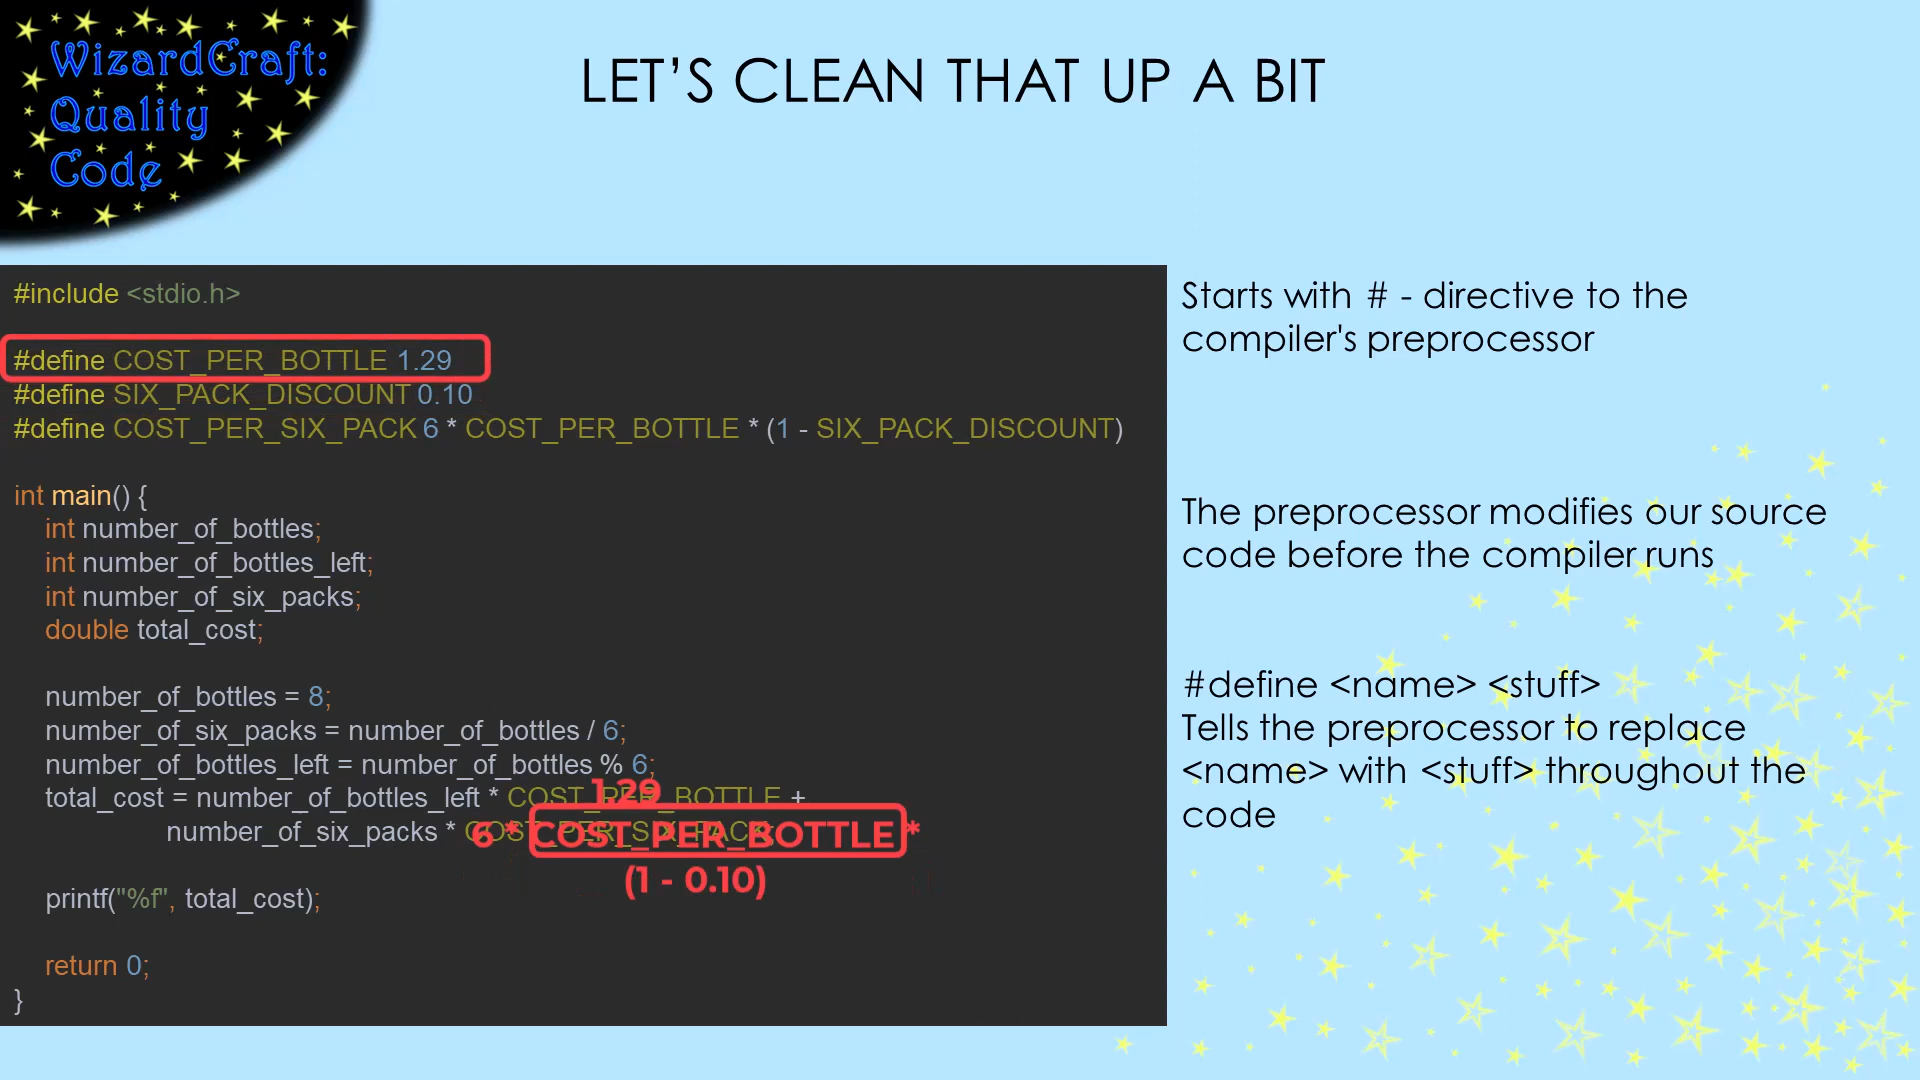 WizardCraft:
Quality
Code
LET’S CLEAN THAT UP A BIT
#include <stdio.h>
#define COST_PER_BOTTLE 1.29
#define SIX_PACK_DISCOUNT 0.10
#define COST_PER_SIX_PACK 6 * COST_PER_BOTTLE * (1 - SIX_PACK_DISCOUNT)
int main() {
int number_of_bottles;
int number_of_bottles_left;
int number_of_six_packs;
double total_cost;
number_of_bottles = 8;
number_of_six_packs = number_of_bottles / 6;
number_of_bottles_left = number_of_bottles % 6;
1.29
total_cost = number_of_bottles_left * COST_PER_BOTTLE +
number_of_six_packs * COST_PER_SIX_PACK;
6 * COST_PER_BOTTLE *
(1 - 0.10)
printf("%f", total_cost);
return 0;
}
Starts with # - directive to the
compiler's preprocessor
The preprocessor modifies our source
code before the compiler runs
#define <name> <stuff>
Tells the preprocessor to replace
<name> with <stuff> throughout the
code